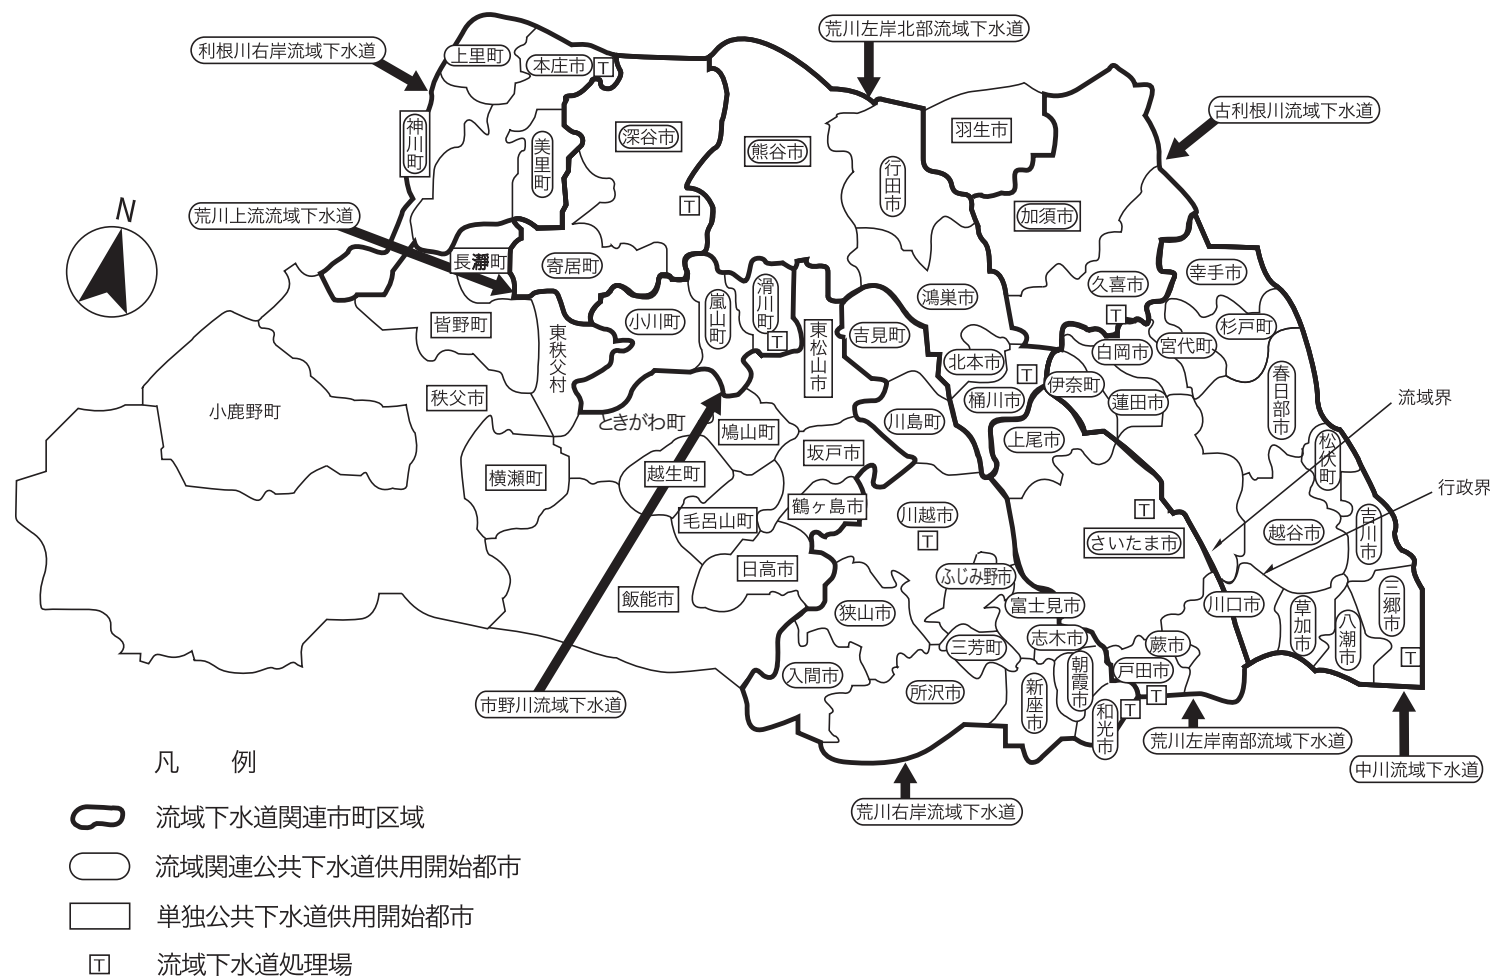 荒川左岸北部流域下水道
利根川右岸流域下水道
上里町
本庄市
T
古利根川流域下水道
神川町
美里町
深谷市
熊谷市
羽生市
行田市
N
荒川上流流域下水道
T
加須市
長瀞町
寄居町
幸手市
久喜市
嵐山町
滑川町
鴻巣市
T
小川町
皆野町
東秩父村
東松山市
吉見町
杉戸町
宮代町
白岡市
T
北本市
T
伊奈町
春日部市
流域界
小鹿野町
秩父市
桶川市
蓮田市
ときがわ町
鳩山町
川島町
上尾市
松伏町
坂戸市
横瀬町
越生町
行政界
鶴ヶ島市
毛呂山町
川越市
T
T
さいたま市
越谷市
吉川市
日高市
ふじみ野市
飯能市
狭山市
富士見市
川口市
草加市
八潮市
三郷市
志木市
三芳町
蕨市
戸田市
T
入間市
所沢市
新座市
朝霞市
和光市
T
T
市野川流域下水道
荒川左岸南部流域下水道
中川流域下水道
荒川右岸流域下水道
凡 例
流域下水道関連市町区域
流域関連公共下水道供用開始都市
単独公共下水道供用開始都市
T
流域下水道処理場